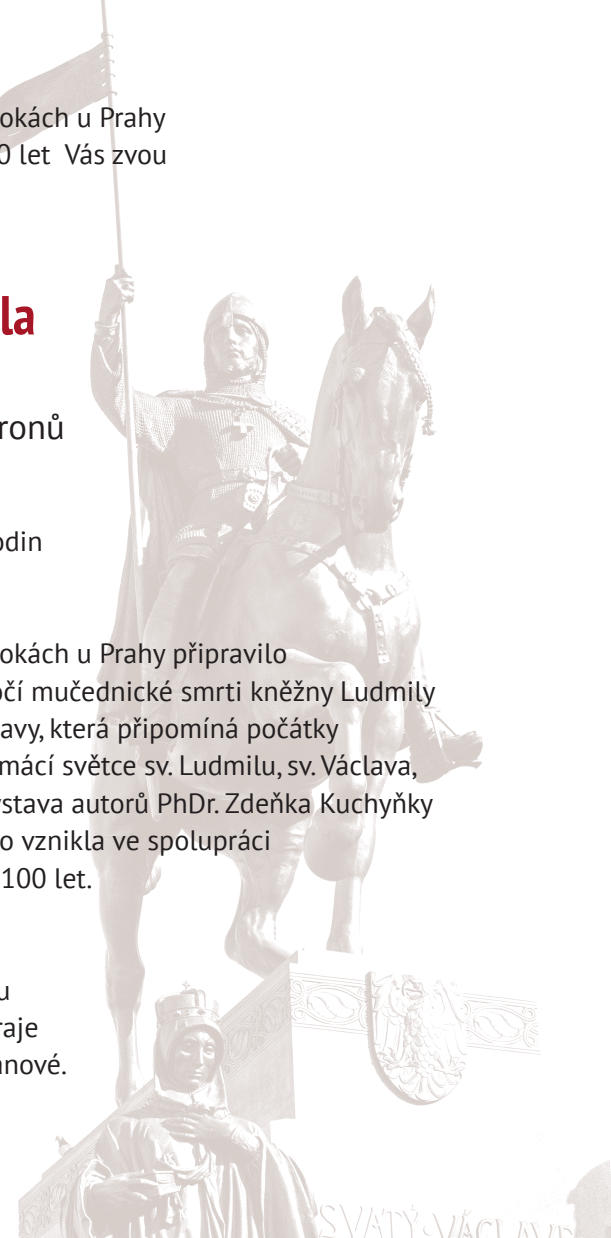 okách u Prahy
0 let Vás zvou
la
ronů
odin
okách u Prahy připravilo
očí mučednické smrti kněžny Ludmily
avy, která připomíná počátky
mácí světce sv. Ludmilu, sv. Václava,
ýstava autorů PhDr. Zdeňka Kuchyňky
o vznikla ve spolupráci
100 let.
u
raje
anové.
SVATÝ·VÁCLAVE